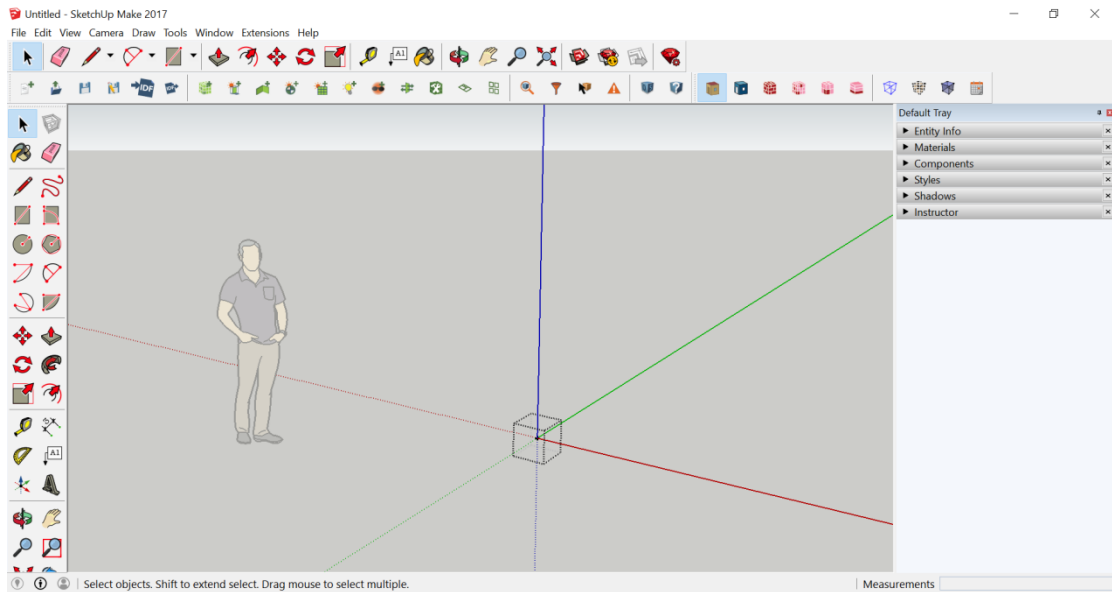 Untitled - SketchUp Make 2017
File Edit View Camera Draw Tools Window Extensions Help
A1
IDF
Default Tray
Entity Info
Materials
Components
Styles
Shadows
Instructor
A1
Select objects. Shift to extend select. Drag mouse to select multiple.
Measurements